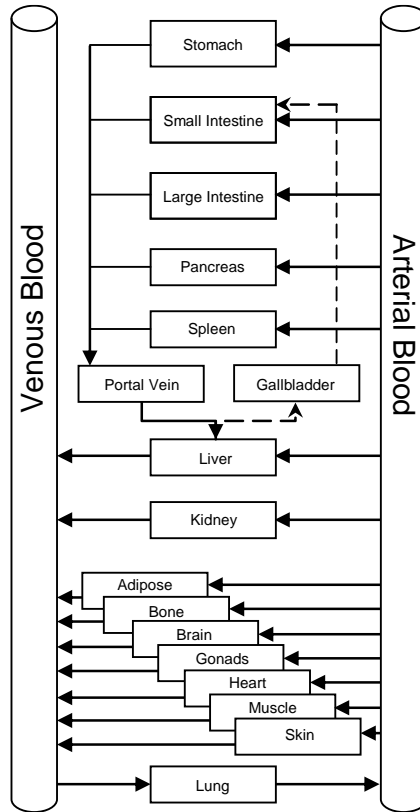 Stomach
Small Intestine
Large Intestine
Pancreas
Spleen
Portal Vein
Gallbladder
Liver
Kidney
Adipose
Bone
Brain
Gonads
Heart
Muscle
Skin
Lung
Venous Blood
Arterial Blood